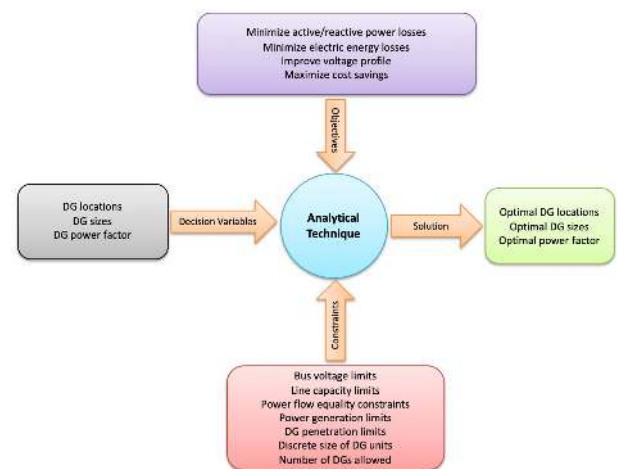 Minimize active/reactive power losses
Minimize electric energy losses
Improve voltage profile
Maximize cost savings
Objectives
DG locations
DG sizes
DG power factor
Decision Variables
Analytical
Technique
Solution
Optimal DG locations
Optimal DG sizes
Optimal power factor
Constraints
Bus voltage limits
Line capacity limits
Power flow equality constraints
Power generation limits
DG penetration limits
Discrete size of DG units
Number of DGs allowed